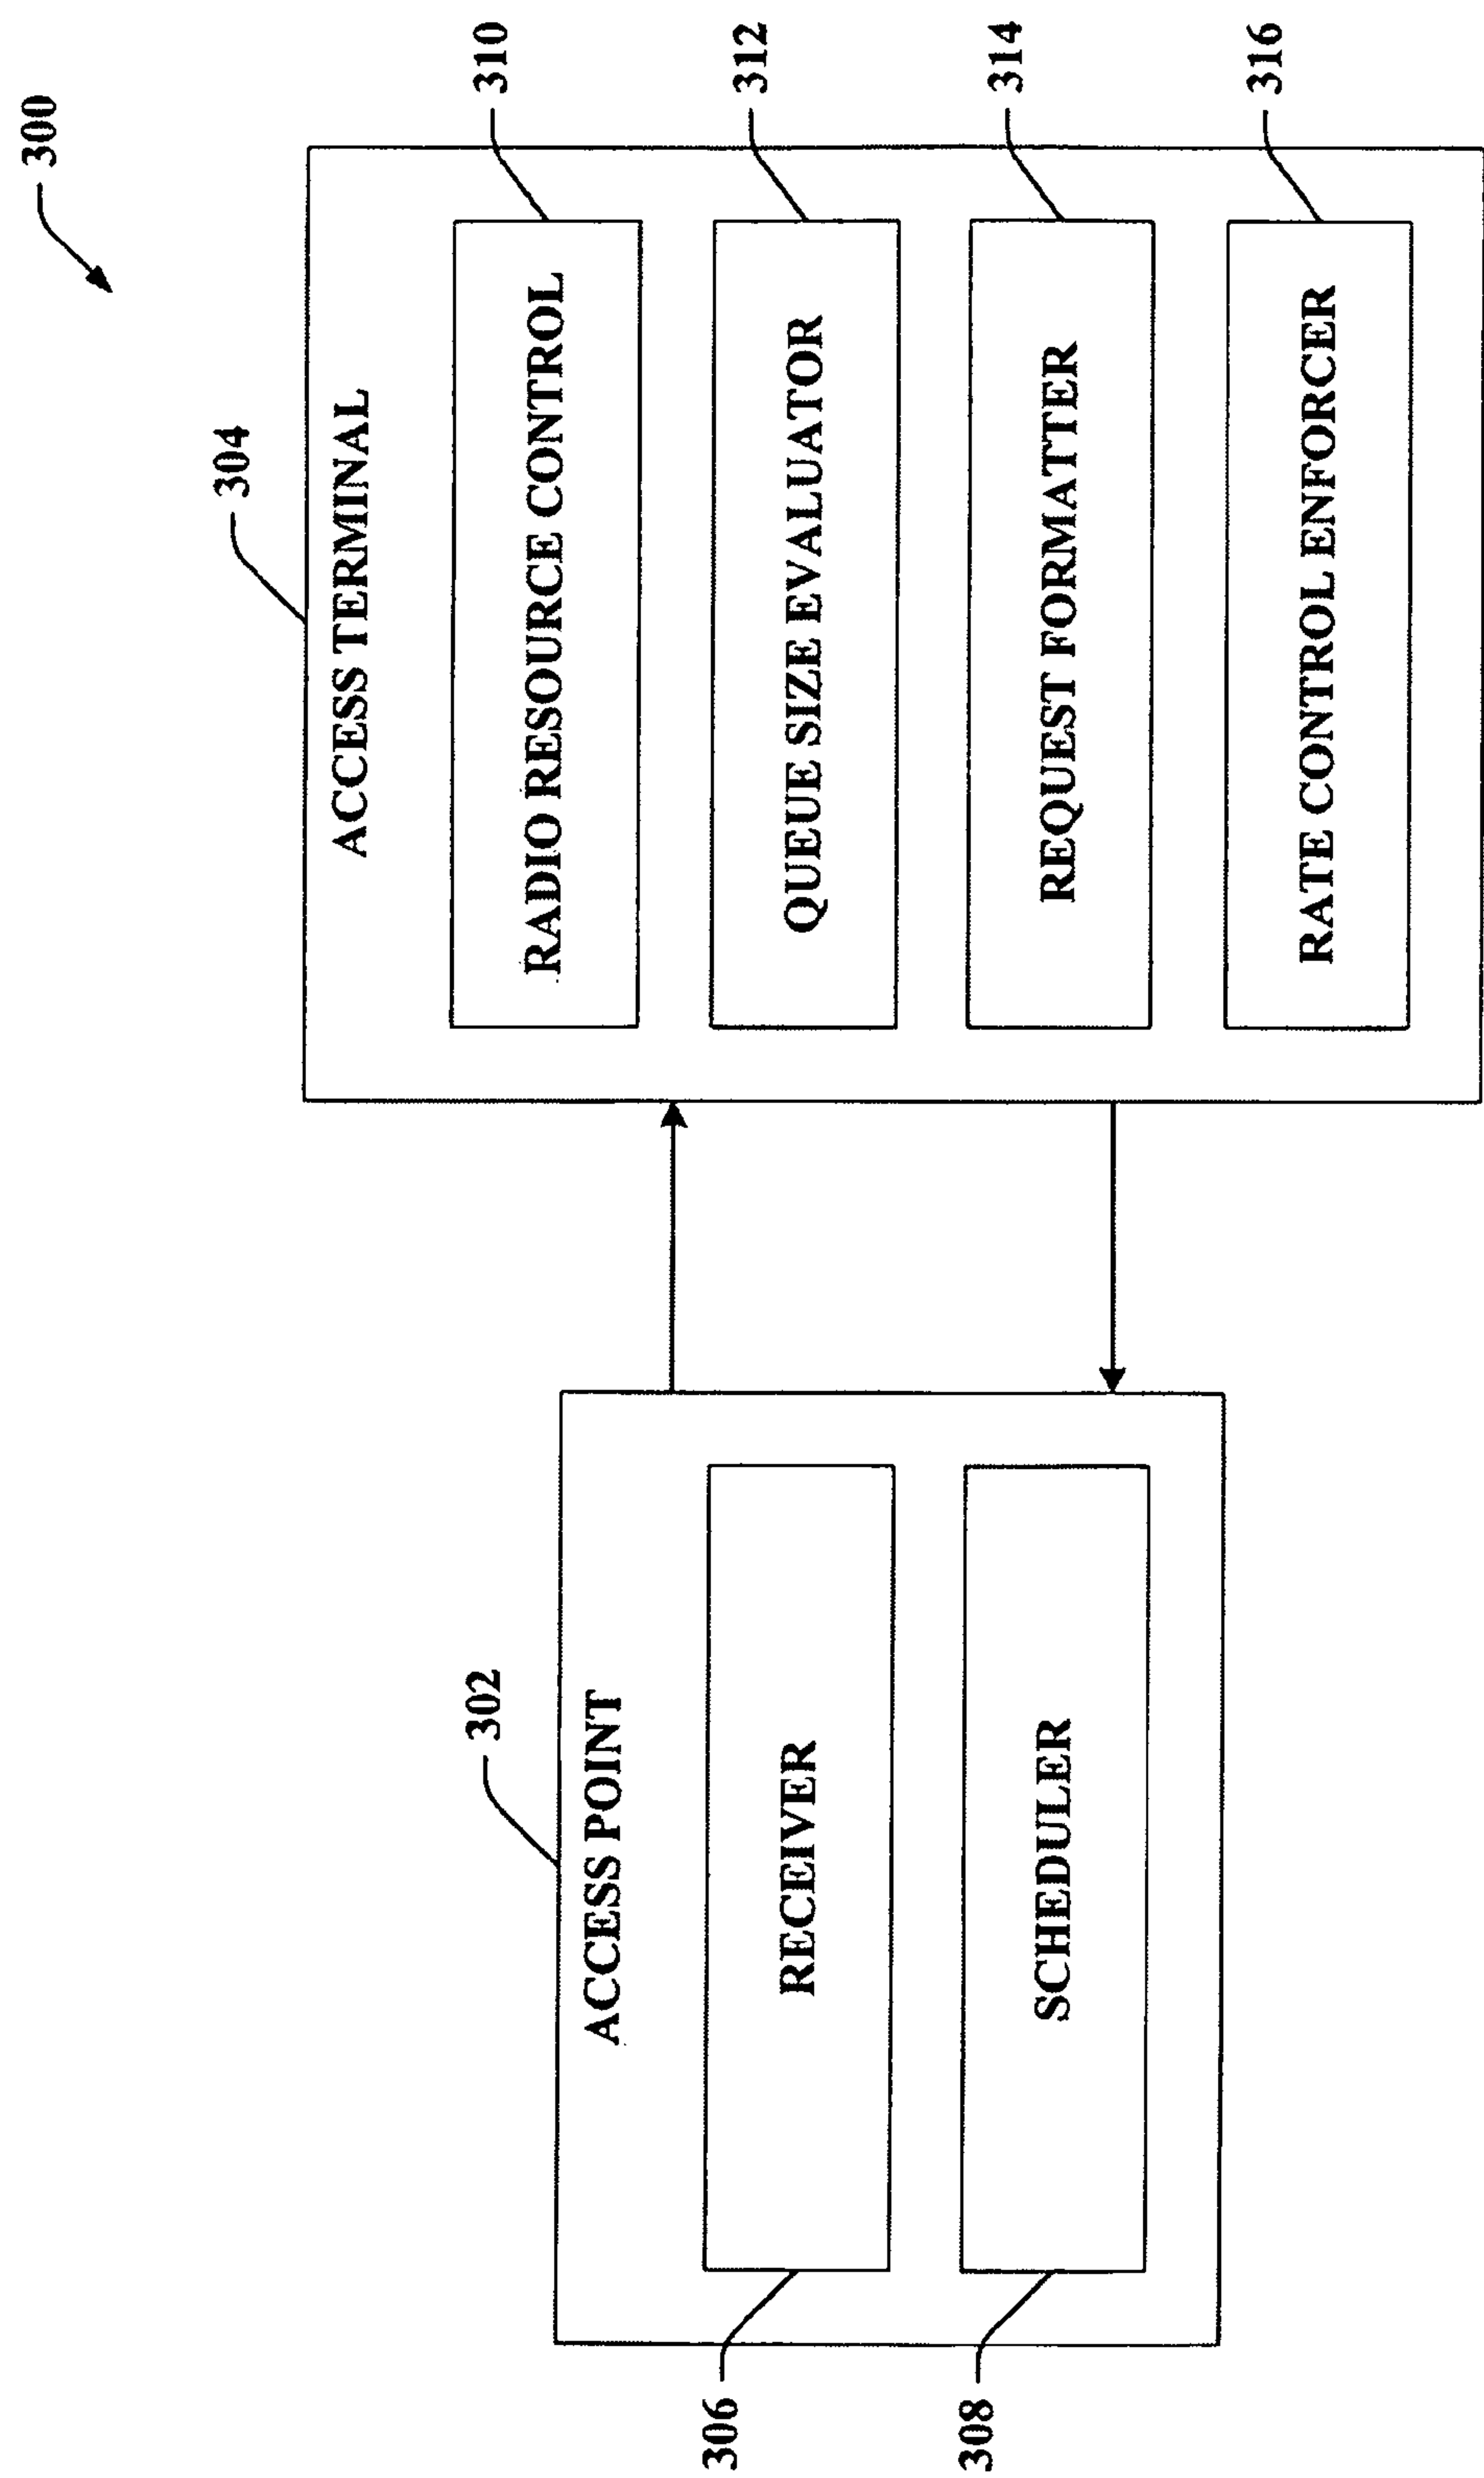 300
304
ACCESS TERMINAL
RADIO RESOURCE CONTROL
310
QUEUE SIZE EVALUATOR
312
REQUEST FORMATTER
314
RATE CONTROL ENFORCER
316
302
ACCESS POINT
RECEIVER
306
SCHEDULER
308